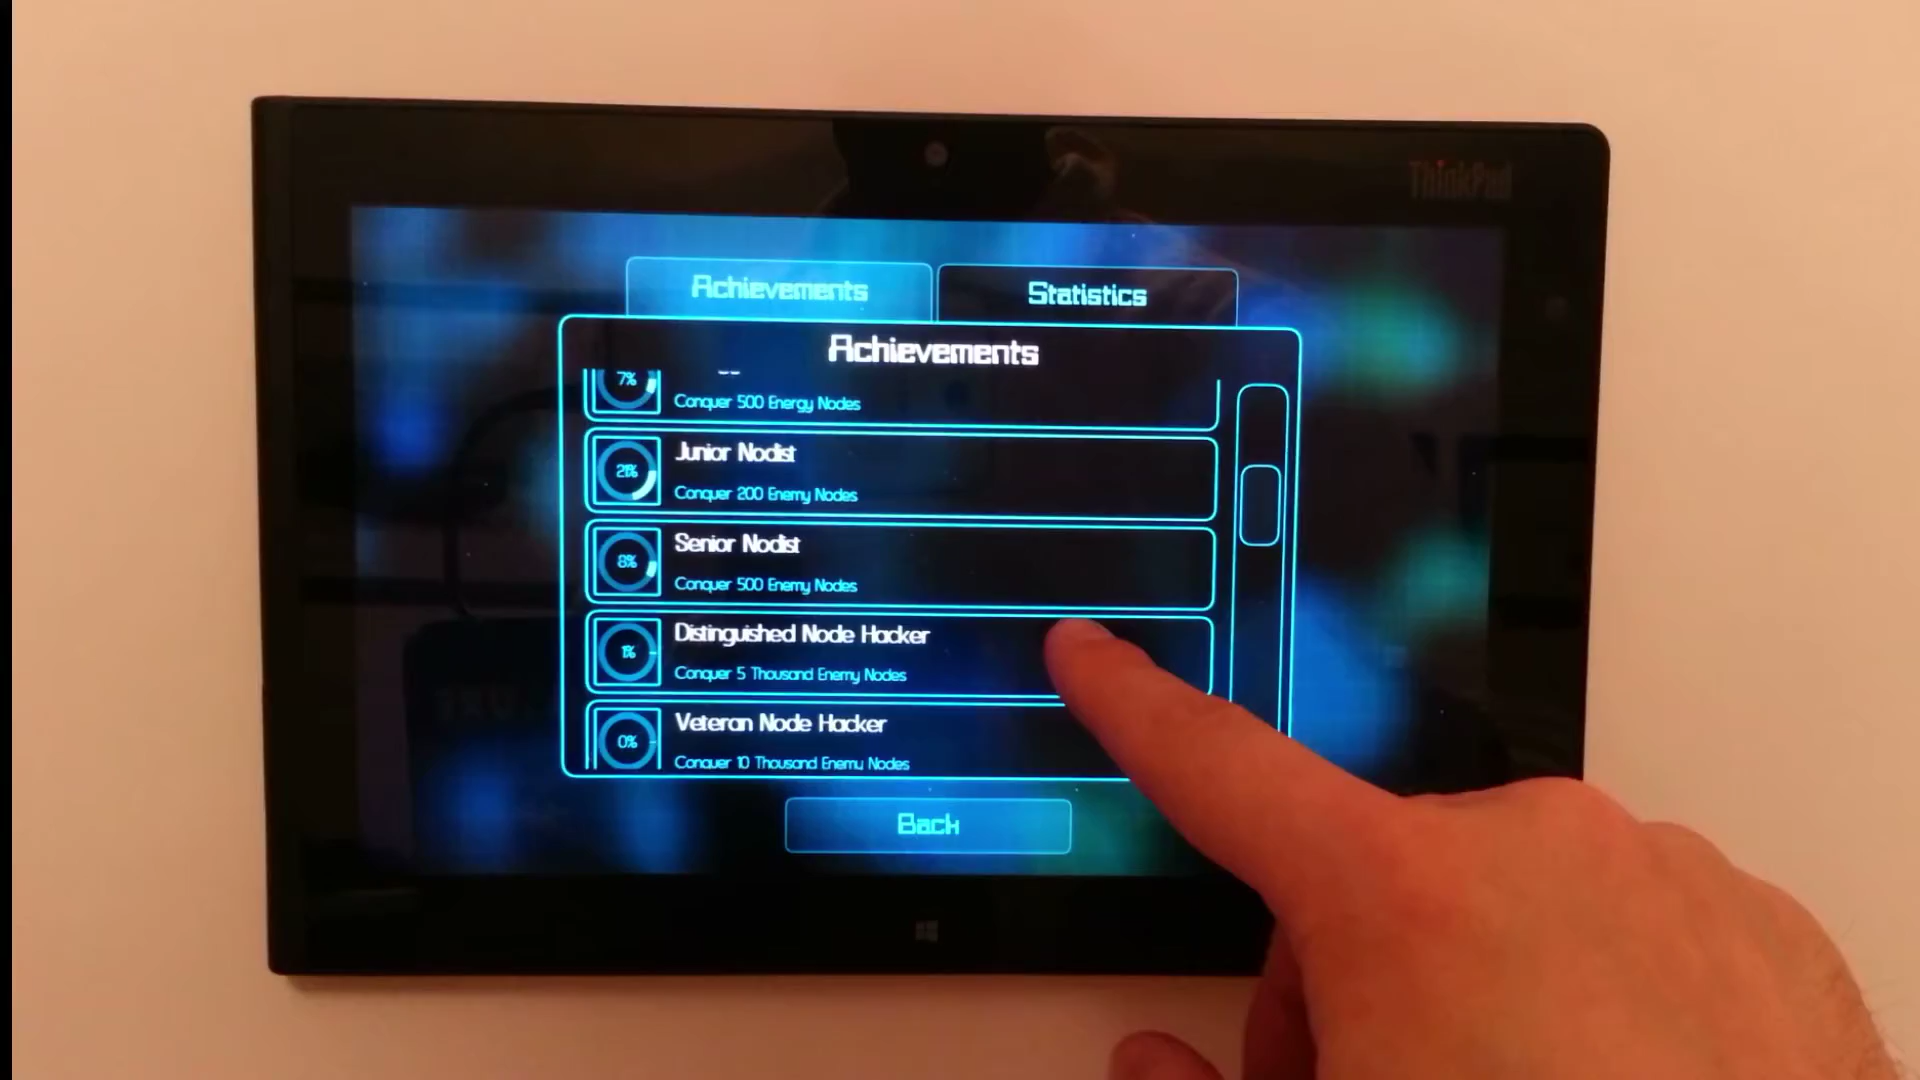 ThinkPad
Achievements
Statistics
Achievements
7%
Conquer 500 Energy Nodes
21%
Junior Nodist
Conquer 200 Enemy Nodes
8%
Senior Nodist
Conquer 500 Enemy Nodes
1%
Distinguished Node Hacker
Conquer 5 Thousand Enemy Nodes
0%
Veteran Node Hacker
Conquer 10 Thousand Enemy Nodes
Back